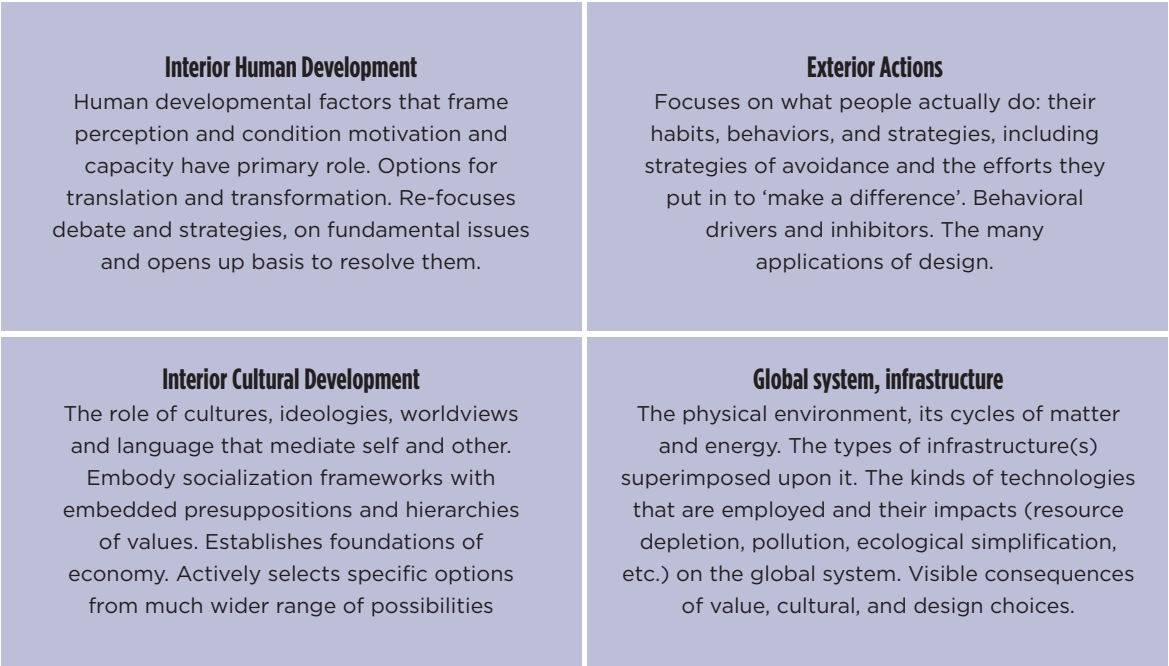 Interior Human Development
Human developmental factors that frame
perception and condition motivation and
capacity have primary role. Options for
translation and transformation. Re-focuses
debate and strategies, on fundamental issues
and opens up basis to resolve them.
Exterior Actions
Focuses on what people actually do: their
habits, behaviors, and strategies, including
strategies of avoidance and the efforts they
put in to ‘make a difference’. Behavioral
drivers and inhibitors. The many
applications of design.
Interior Cultural Development
The role of cultures, ideologies, worldviews
and language that mediate self and other.
Embody socialization frameworks with
embedded presuppositions and hierarchies
of values. Establishes foundations of
economy. Actively selects specific options
from much wider range of possibilities
Global system, infrastructure
The physical environment, its cycles of matter
and energy. The types of infrastructure(s)
superimposed upon it. The kinds of technologies
that are employed and their impacts (resource
depletion, pollution, ecological simplification,
etc.) on the global system. Visible consequences
of value, cultural, and design choices.